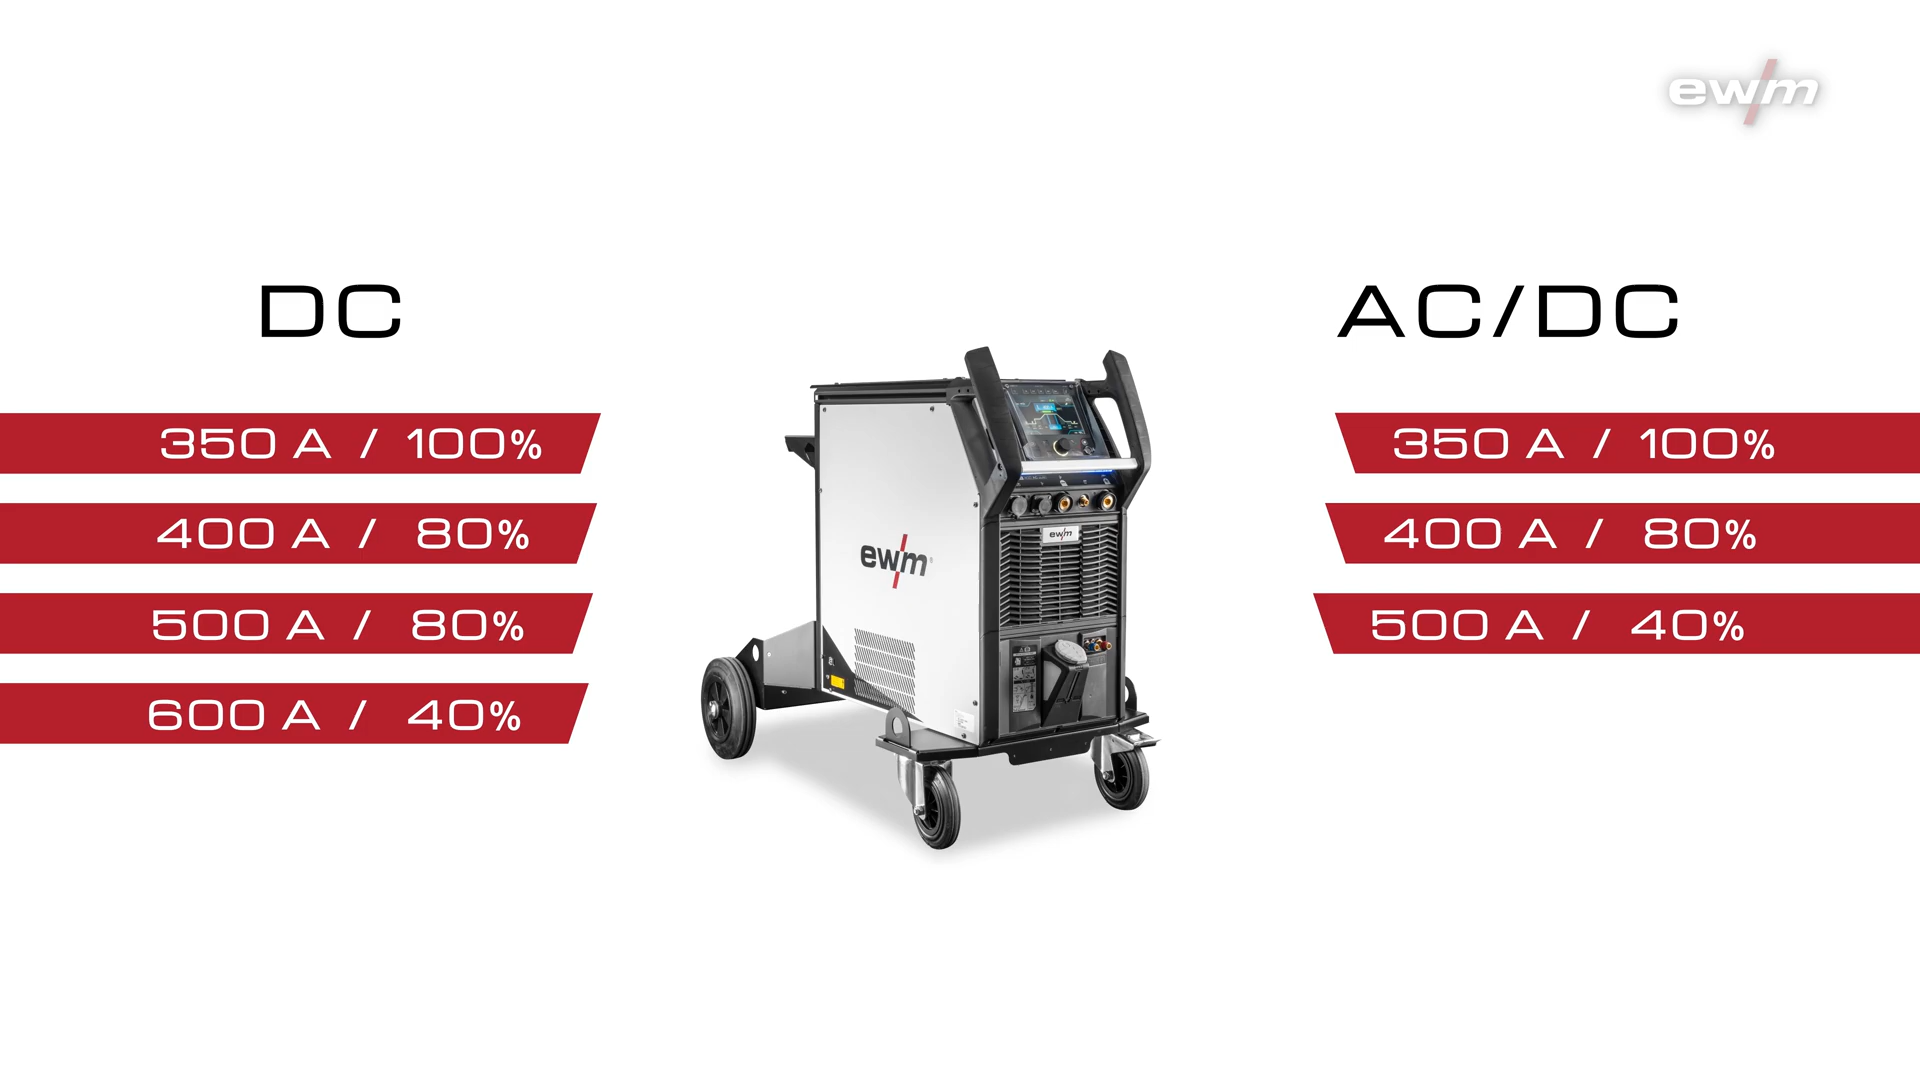 ewm
DC
350 A / 100%
400 A / 80%
500 A / 80%
600 A / 40%
AC/DC
350 A / 100%
400 A / 80%
500 A / 40%
ewm
ewm